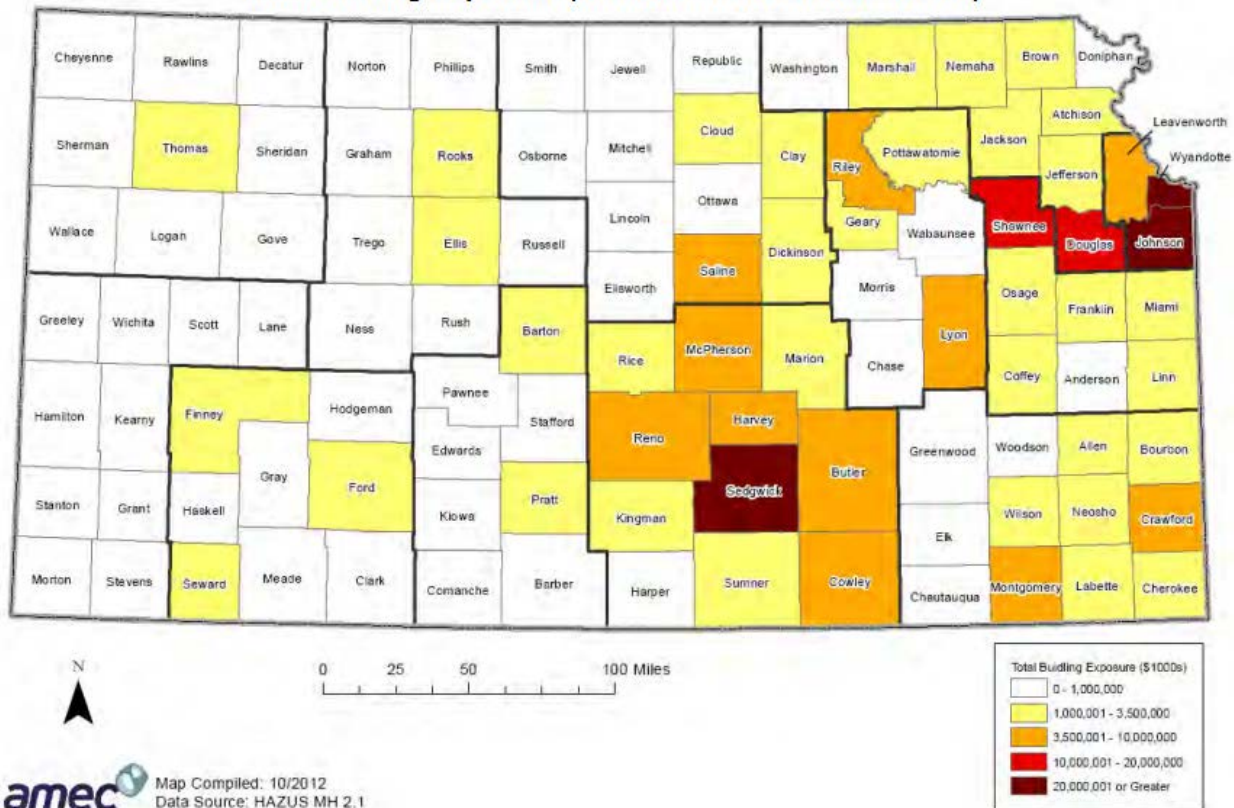 Cheyenne Rawlins Decatur Norton Phillips Smith Jewell Republic Washington Marshall Nemaha Brown Doniphan
Sherman Thomas Sheridan Graham Rooks Osborne Mitchell Cloud Clay Riley Pottawatomie Jackson Atchison Leavenworth
Jefferson Wyandotte
Wallace Logan Gove Trego Ellis Russell Lincoln Ottawa Geary Wabaunsee Shawnee Douglas Johnson
Saline Dickinson
Ellsworth Morris
Greeley Wichita Scott Lane Ness Rush Barton Rice McPherson Marion Chase Lyon Osage Franklin Miami
Coffey Anderson Linn
Hamilton Kearny Finney Hodgeman Pawnee Stafford Reno Harvey Butler Greenwood Woodson Allen Bourbon
Edwards
Gray Ford Sedgwick
Stanton Grant Haskell Kiowa Pratt Kingman Elk Wilson Neosho Crawford
Morton Stevens Seward Meade Clark Comanche Barber Harper Sumner Cowley Chautauqua Montgomery Labette Cherokee
N
0 25 50 100 Miles
Total Buidling Exposure ($1000s)
0 - 1,000,000
1,000,001 - 3,500,000
3,500,001 - 10,000,000
10,000,001 - 20,000,000
20,000,001 or Greater
amec
Map Compiled: 10/2012
Data Source: HAZUS MH 2.1